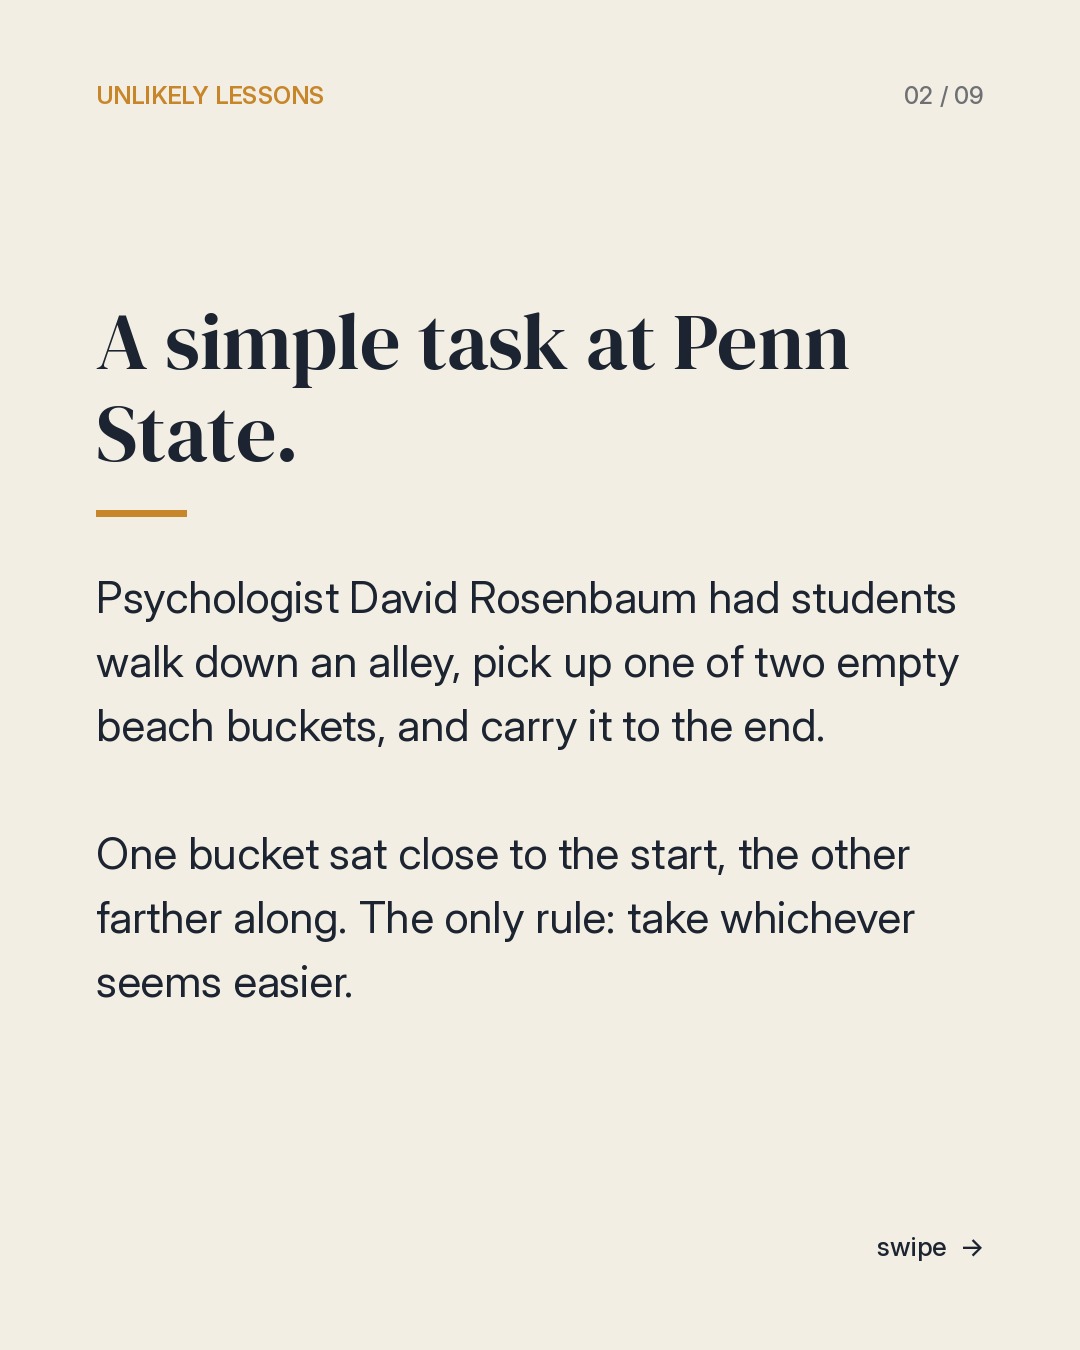 UNLIKELY LESSONS
02 / 09
A simple task at Penn
State.
Psychologist David Rosenbaum had students
walk down an alley, pick up one of two empty
beach buckets, and carry it to the end.
One bucket sat close to the start, the other
farther along. The only rule: take whichever
seems easier.
swipe →